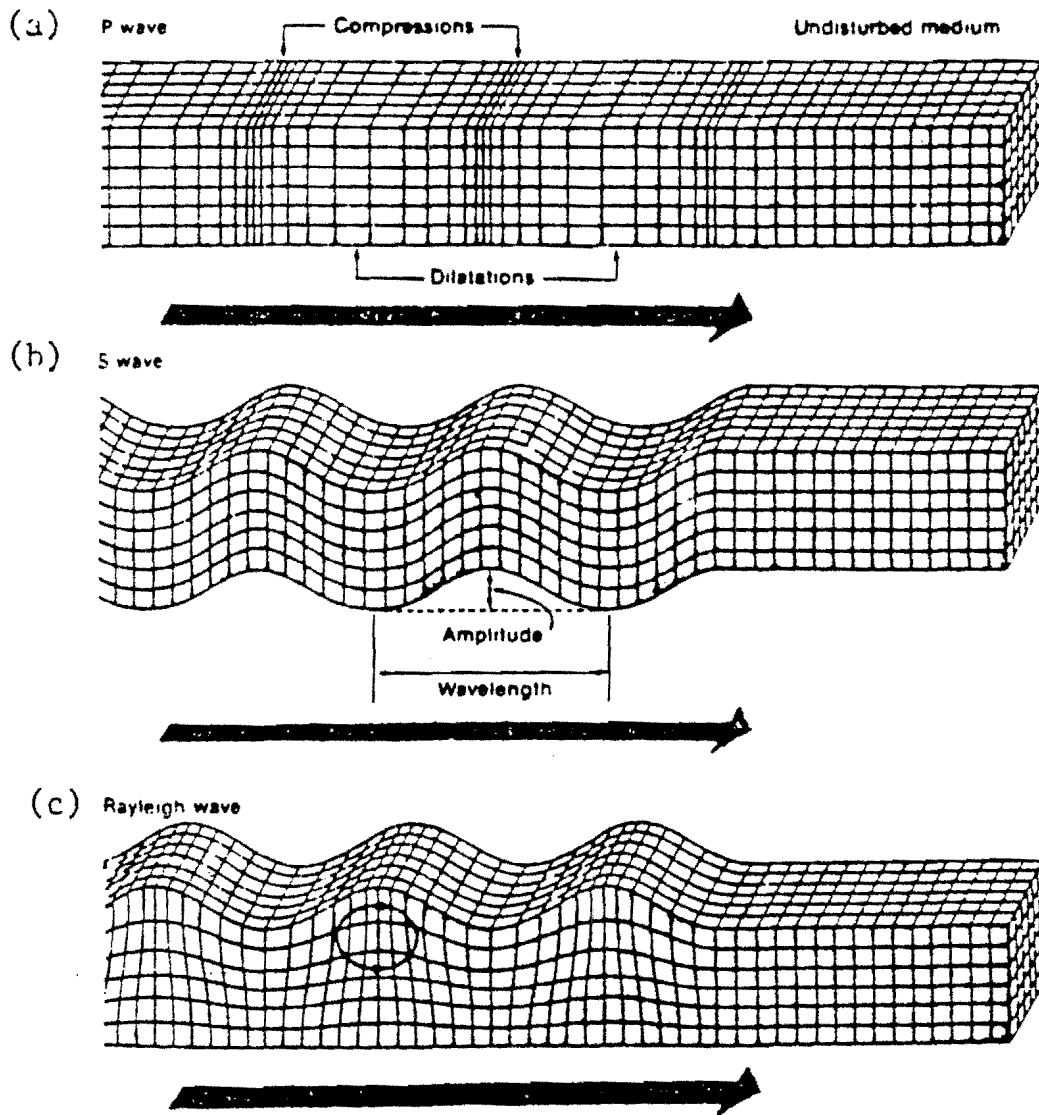 (a) P wave Compressions Undisturbed medium
Dilatations
(b) S wave
Amplitude
Wavelength
(c) Rayleigh wave